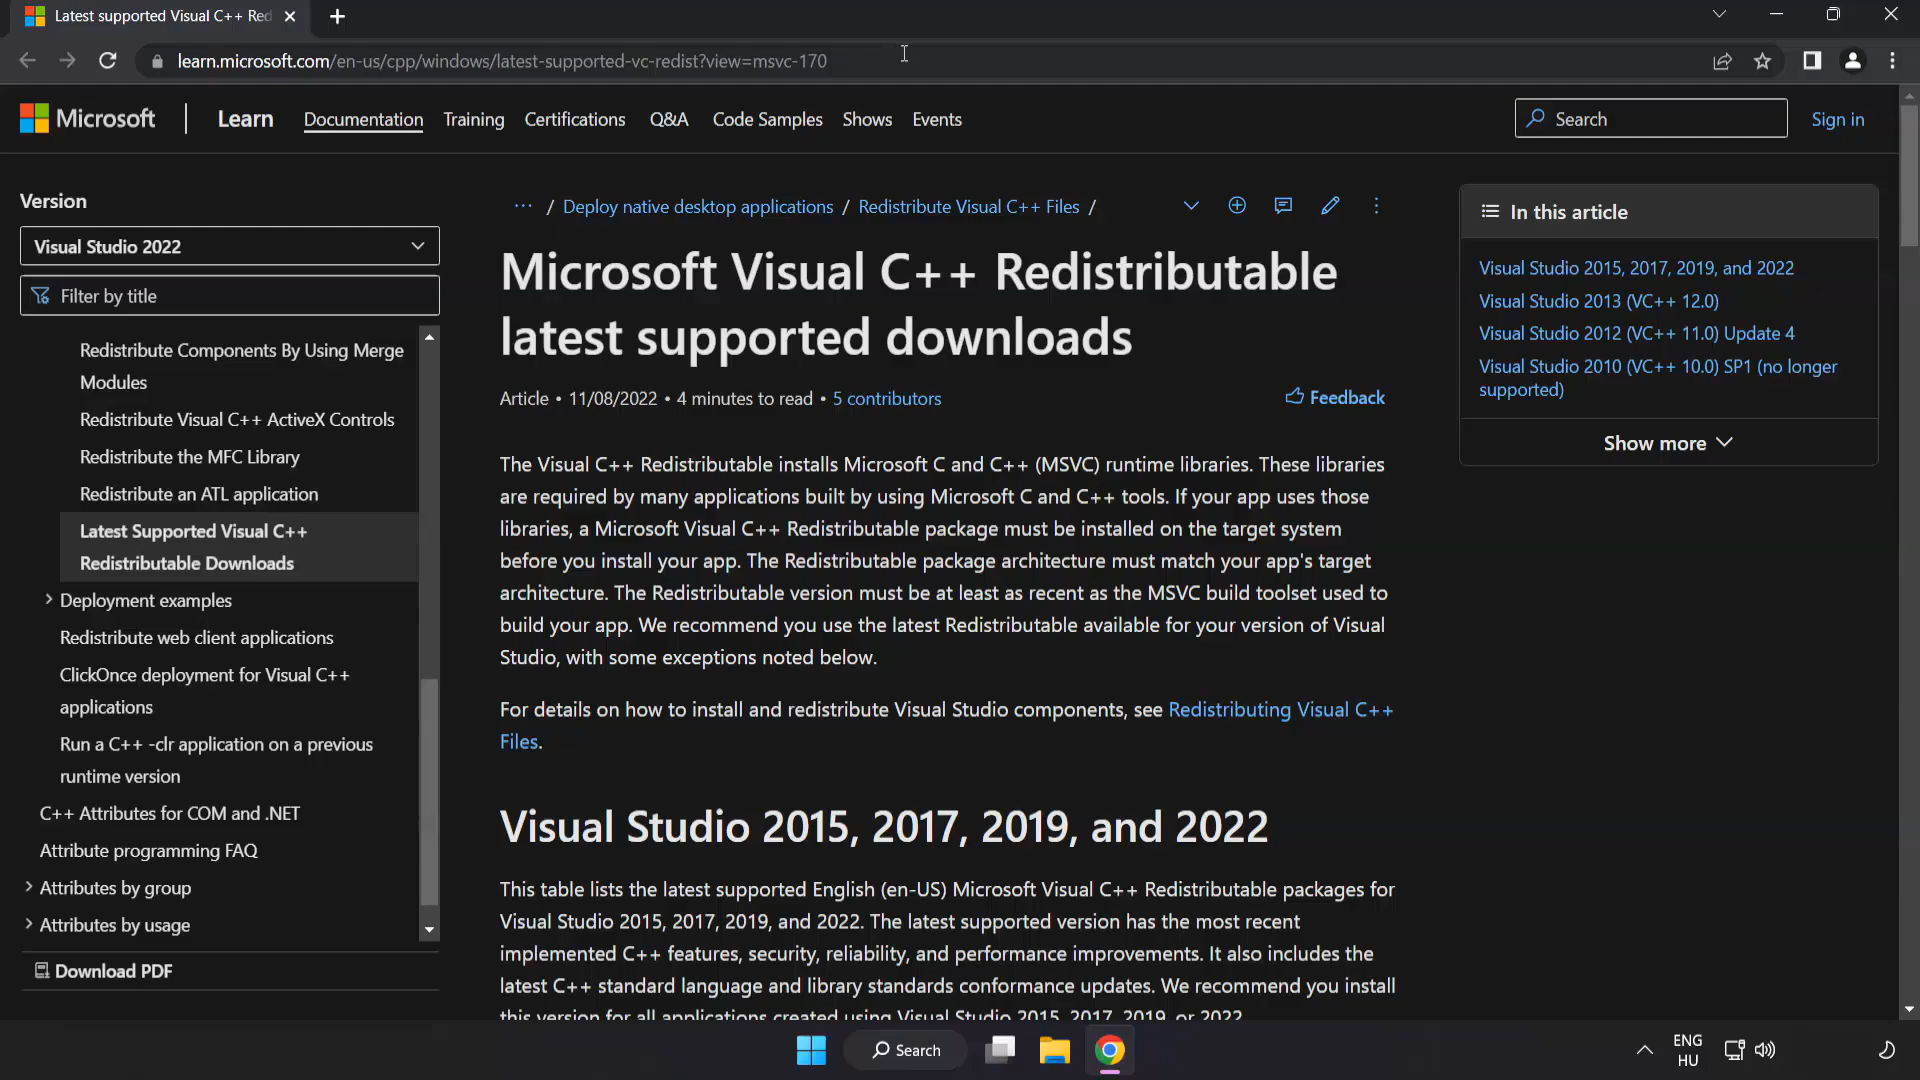 Latest supported Visual C++ Red
learn.microsoft.com/en-us/cpp/windows/latest-supported-vc-redist?view=msvc-170
Microsoft
Learn
Documentation
Training
Certifications
Q&A
Code Samples
Shows
Events
Search
Sign in
Version
Visual Studio 2022
Filter by title
Redistribute Components By Using Merge
Modules
Redistribute Visual C++ ActiveX Controls
Redistribute the MFC Library
Redistribute an ATL application
Latest Supported Visual C++
Redistributable Downloads
Deployment examples
Redistribute web client applications
ClickOnce deployment for Visual C++
applications
Run a C++ -clr application on a previous
runtime version
C++ Attributes for COM and .NET
Attribute programming FAQ
Attributes by group
Attributes by usage
Download PDF
··· / Deploy native desktop applications / Redistribute Visual C++ Files /
Microsoft Visual C++ Redistributable
latest supported downloads
Article • 11/08/2022 • 4 minutes to read • 5 contributors
Feedback
The Visual C++ Redistributable installs Microsoft C and C++ (MSVC) runtime libraries. These libraries
are required by many applications built by using Microsoft C and C++ tools. If your app uses those
libraries, a Microsoft Visual C++ Redistributable package must be installed on the target system
before you install your app. The Redistributable package architecture must match your app's target
architecture. The Redistributable version must be at least as recent as the MSVC build toolset used to
build your app. We recommend you use the latest Redistributable available for your version of Visual
Studio, with some exceptions noted below.
For details on how to install and redistribute Visual Studio components, see Redistributing Visual C++
Files.
Visual Studio 2015, 2017, 2019, and 2022
This table lists the latest supported English (en-US) Microsoft Visual C++ Redistributable packages for
Visual Studio 2015, 2017, 2019, and 2022. The latest supported version has the most recent
implemented C++ features, security, reliability, and performance improvements. It also includes the
latest C++ standard language and library standards conformance updates. We recommend you install
this version for all applications created using Visual Studio 2015, 2017, 2019, or 2022.
In this article
Visual Studio 2015, 2017, 2019, and 2022
Visual Studio 2013 (VC++ 12.0)
Visual Studio 2012 (VC++ 11.0) Update 4
Visual Studio 2010 (VC++ 10.0) SP1 (no longer
supported)
Show more
Search
ENG
HU